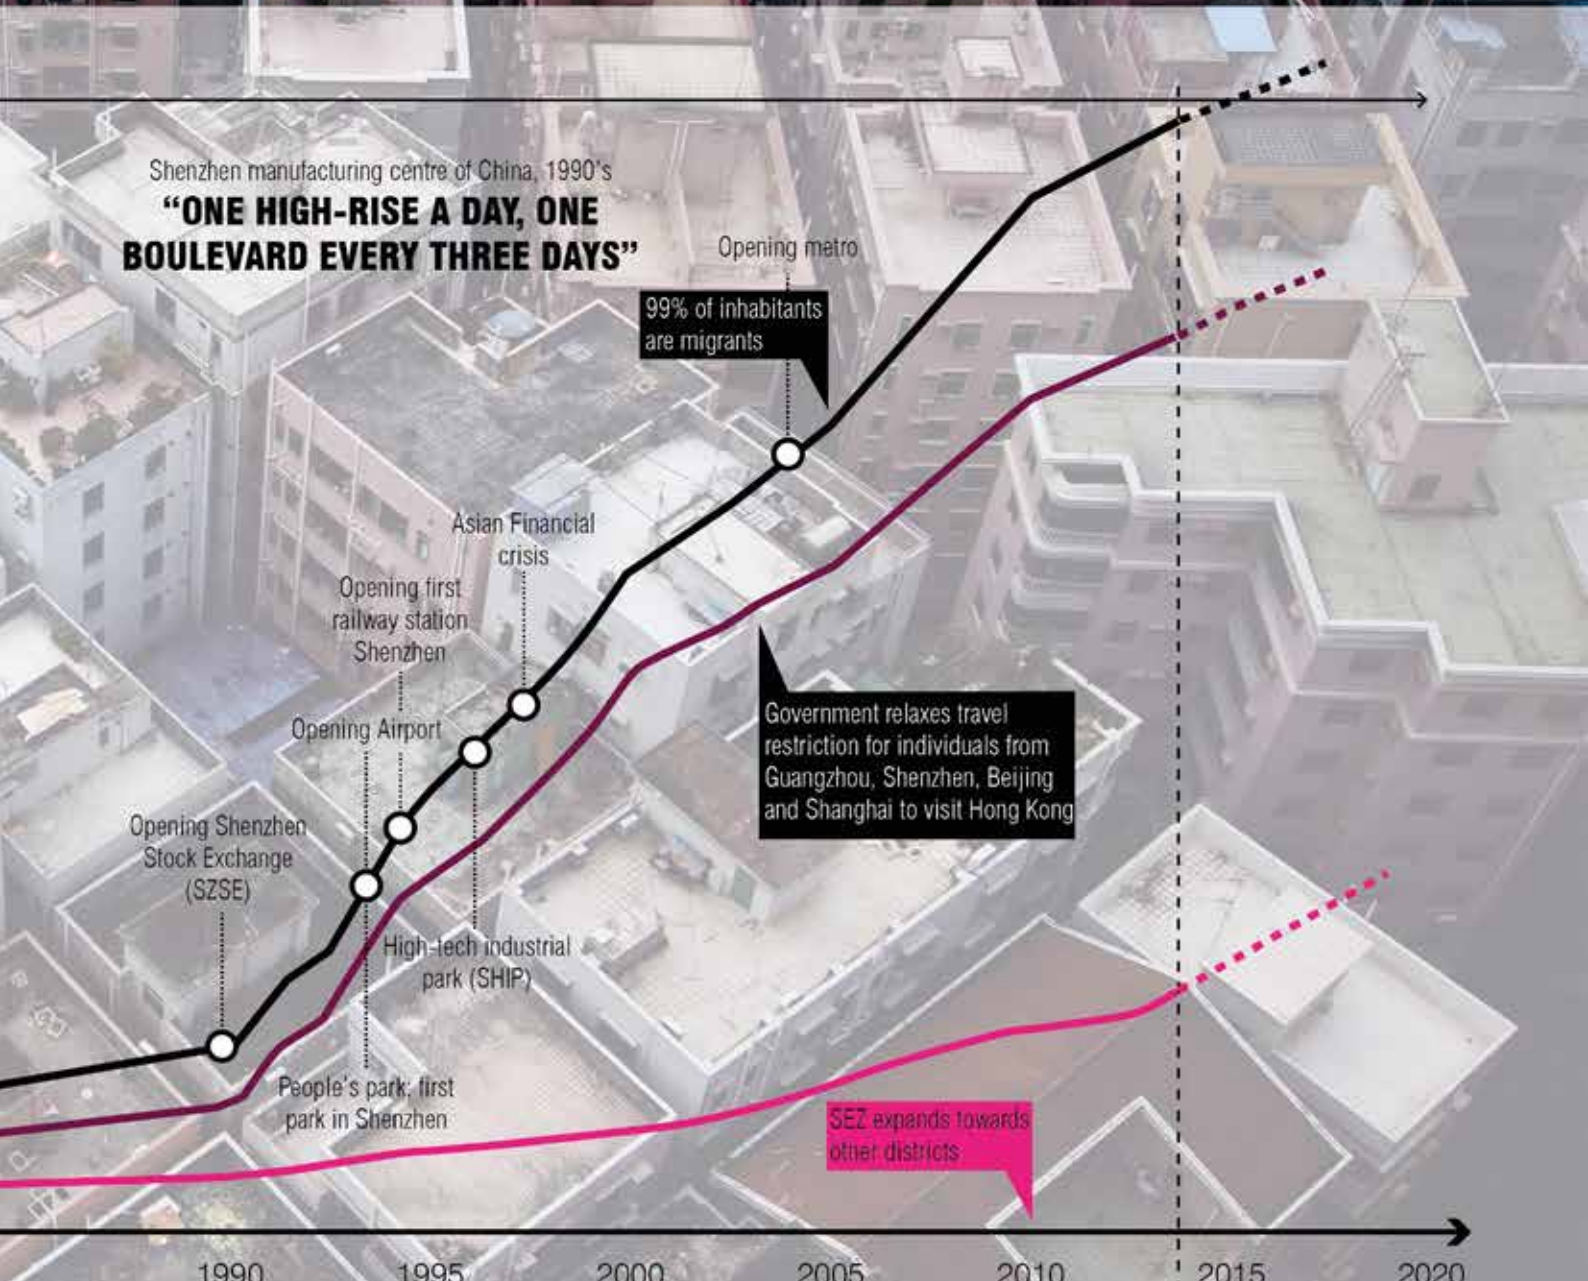 Shenzhen manufacturing centre of China, 1990's
“ONE HIGH-RISE A DAY, ONE
BOULEVARD EVERY THREE DAYS”
Opening metro
99% of inhabitants
are migrants
Asian Financial
crisis
Opening first
railway station
Shenzhen
Opening Airport
Government relaxes travel
restriction for individuals from
Guangzhou, Shenzhen, Beijing
and Shanghai to visit Hong Kong
Opening Shenzhen
Stock Exchange
(SZSE)
High-tech industrial
park (SHIP)
People's park: first
park in Shenzhen
SEZ expands towards
other districts
1990 1995 2000 2005 2010 2015 2020